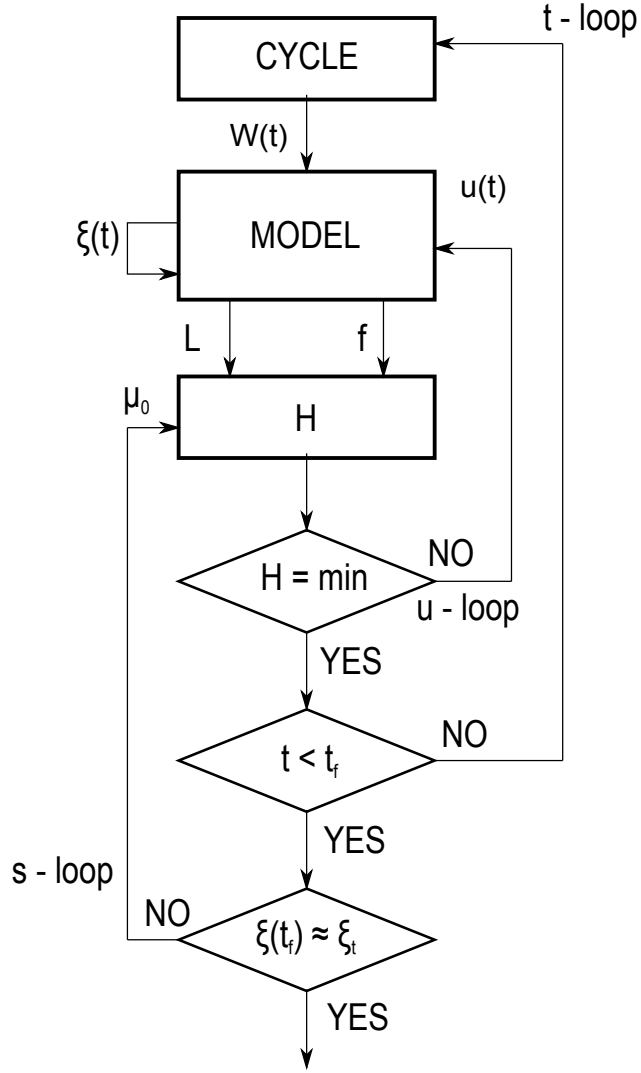 t - loop
CYCLE
W(t)
u(t)
ξ(t)
MODEL
L
f
μ₀
H
NO
H = min
u - loop
YES
NO
t < t_f
YES
s - loop
NO
ξ(t_f) ≈ ξ_t
YES